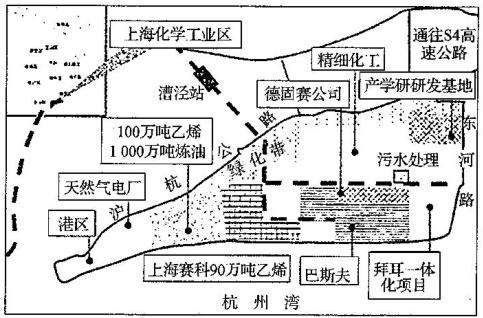 上海化学工业区
通往S4高
速公路
精细化工
漕泾站
德固赛公司
产学研研发基地
100万吨乙烯
1 000万吨炼油
沪杭公路
绿化港
东河路
污水处理
天然气电厂
港区
上海赛科90万吨乙烯
巴斯夫
拜耳一体
化项目
杭州湾